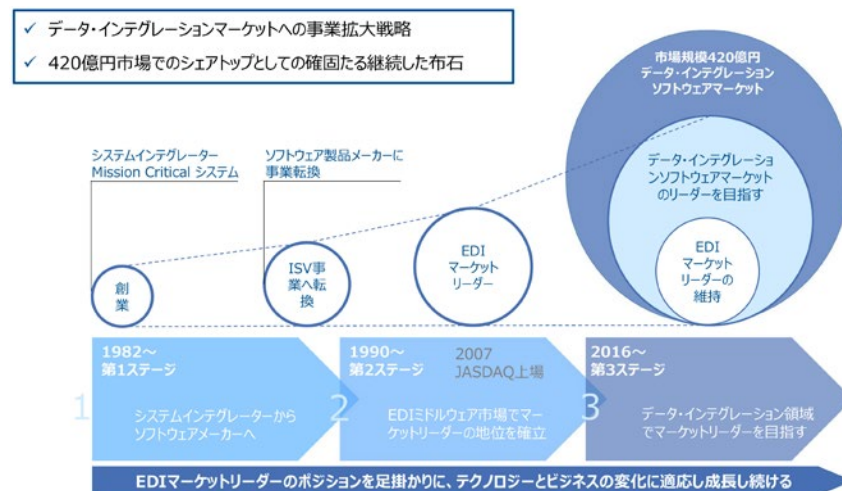 ✓ データ・インテグレーションマーケットへの事業拡大戦略
✓ 420億円市場でのシェアトップとしての確固たる継続した布石
市場規模420億円
データ・インテグレーション
ソフトウェアマーケット
システムインテグレーター
Mission Critical システム
ソフトウェア製品メーカーに
事業転換
データ・インテグレーショ
ンソフトウェアマーケット
のリーダーを目指す
創
業
ISV事
業へ転
換
EDI
マーケット
リーダー
EDI
マーケット
リーダーの
維持
1
1982～
第1ステージ
システムインテグレーターから
ソフトウェアメーカーへ
2
1990～
第2ステージ
2007
JASDAQ上場
EDIミドルウェア市場でマー
ケットリーダーの地位を確立
3
2016～
第3ステージ
データ・インテグレーション領域
でマーケットリーダーを目指す
EDIマーケットリーダーのポジションを足掛かりに、テクノロジーとビジネスの変化に適応し成長し続ける